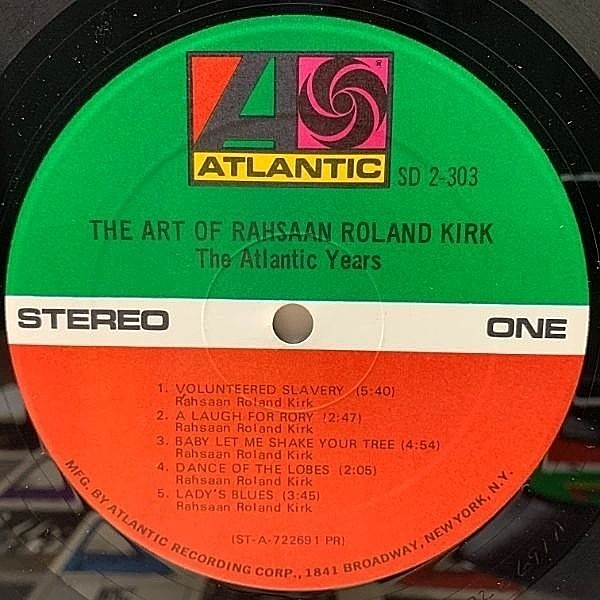 A
®
ATLANTIC
SD 2-303
THE ART OF RAHSAAN ROLAND KIRK
The Atlantic Years
STEREO
ONE
1. VOLUNTEERED SLAVERY (5:40)
Rahsaan Roland Kirk
2. A LAUGH FOR RORY (2:47)
Rahsaan Roland Kirk
3. BABY LET ME SHAKE YOUR TREE (4:54)
Rahsaan Roland Kirk
4. DANCE OF THE LOBES (2:05)
Rahsaan Roland Kirk
5. LADY'S BLUES (3:45)
Rahsaan Roland Kirk
(ST-A-722691 PR)
MFG. BY ATLANTIC RECORDING CORP., 1841 BROADWAY, NEW YORK, N.Y.